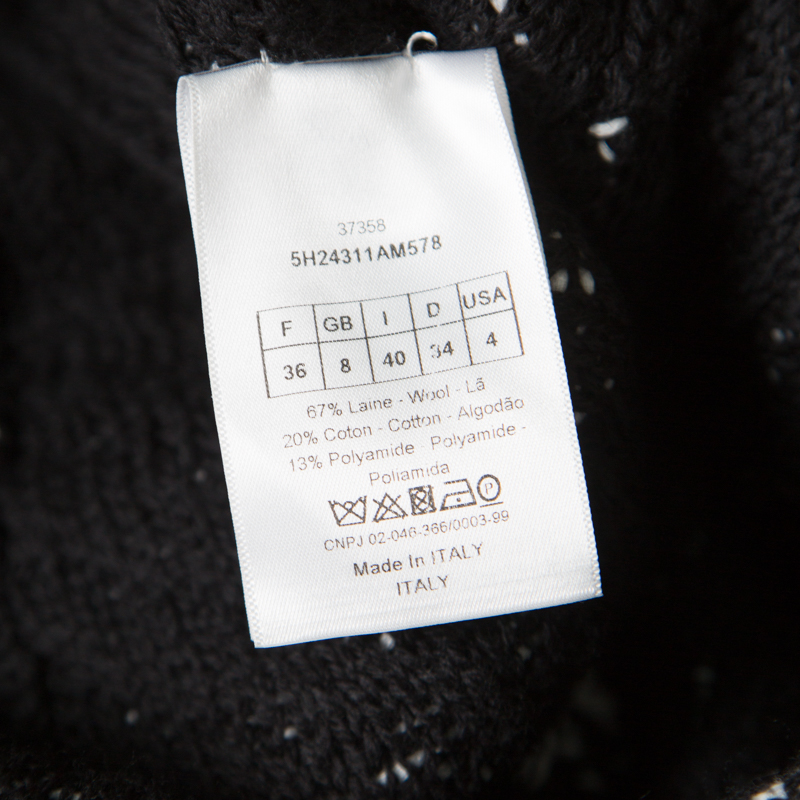 37358
5H24311AM578
F GB I D USA
36 8 40 34 4
67% Laine - Wool - Lã
20% Coton - Cotton - Algodão
13% Polyamide - Polyamide -
Poliamida
P
CNPJ 02-046-366/0003-99
Made In ITALY
ITALY